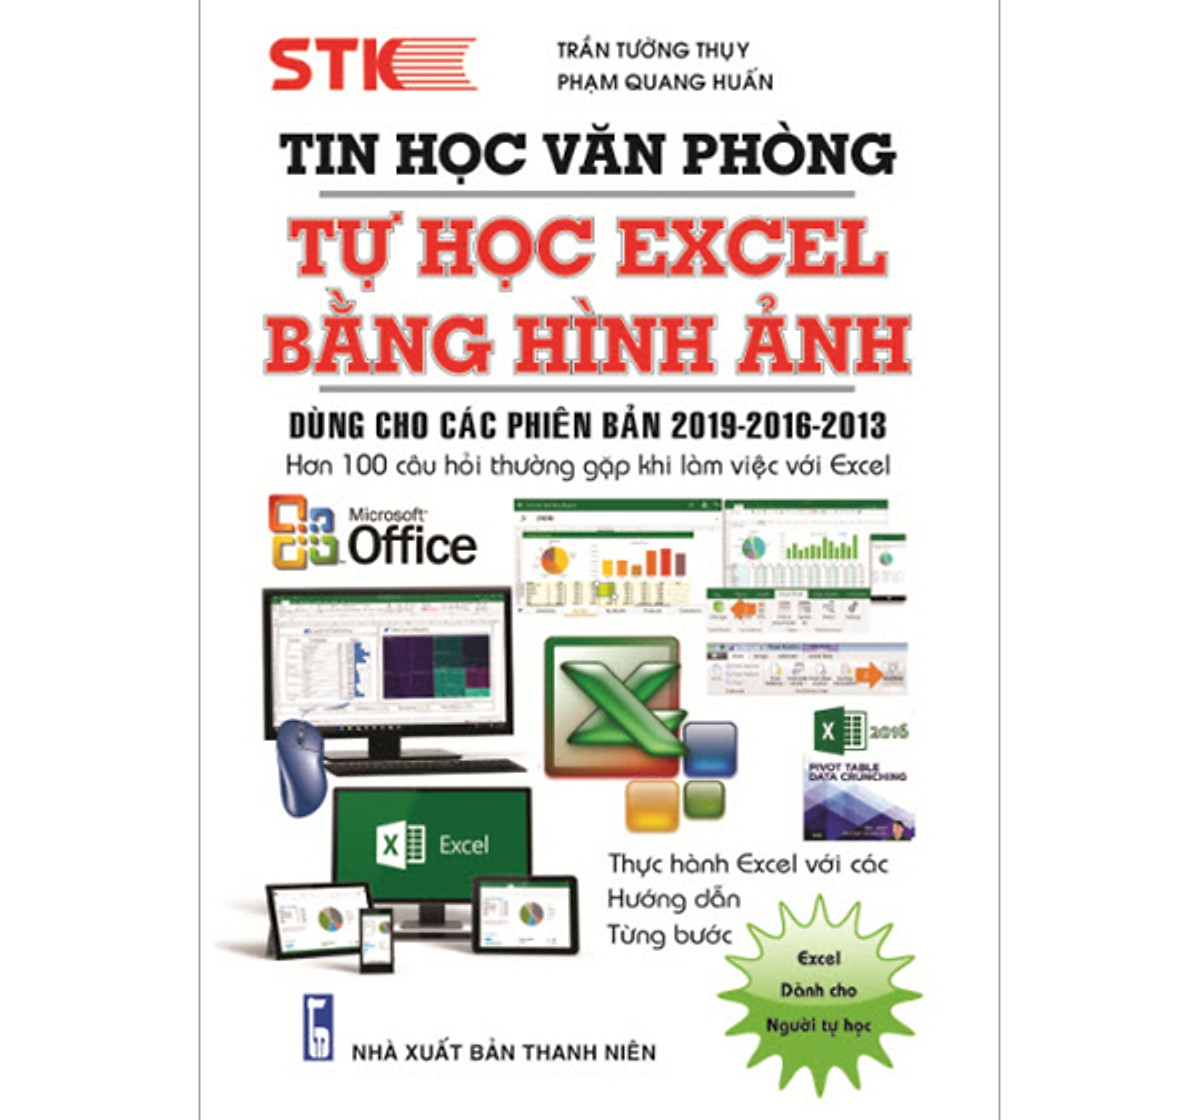 STK
TRẦN TƯỜNG THỤY
PHẠM QUANG HUẤN
TIN HỌC VĂN PHÒNG
TỰ HỌC EXCEL
BẰNG HÌNH ẢNH
DÙNG CHO CÁC PHIÊN BẢN 2019-2016-2013
Hơn 100 câu hỏi thường gặp khi làm việc với Excel
Microsoft
Office
X
X
2016
PIVOT TABLE
DATA CRUNCHING
X Excel
Thực hành Excel với các
Hướng dẫn
Từng bước
Excel
Dành cho
Người tự học
NHÀ XUẤT BẢN THANH NIÊN